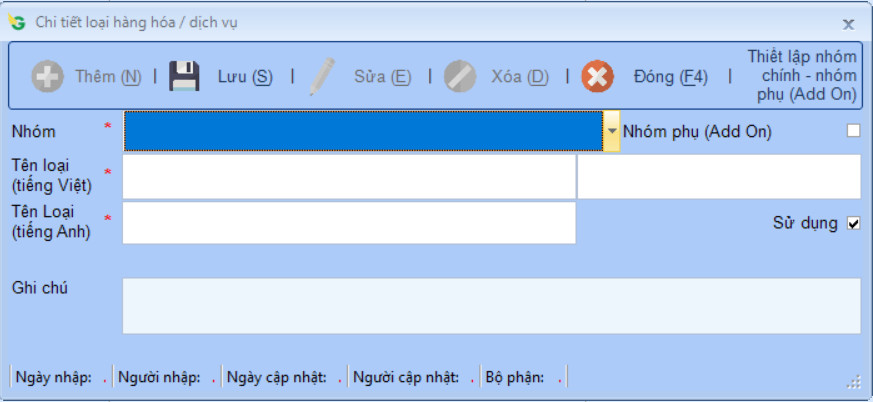 Chi tiết loại hàng hóa / dịch vụ
x
Thêm (N) | Lưu (S) | Sửa (E) | Xóa (D) | Đóng (F4) | Thiết lập nhóm
chính - nhóm
phụ (Add On)
Nhóm * Nhóm phụ (Add On)
Tên loại
(tiếng Việt) *
Tên Loại
(tiếng Anh) * Sử dụng
Ghi chú
Ngày nhập: . Người nhập: . Ngày cập nhật: . Người cập nhật: . Bộ phận: .